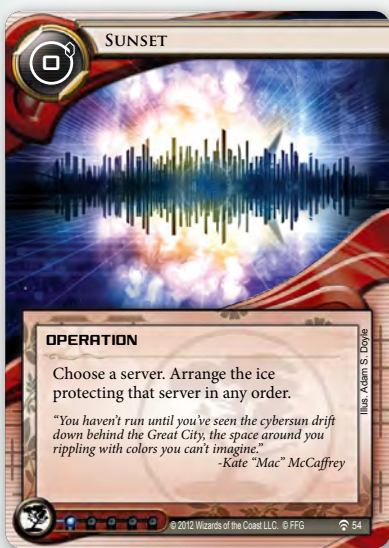 SUNSET
0
OPERATION
Choose a server. Arrange the ice
protecting that server in any order.
"You haven't run until you've seen the cybersun drift
down behind the Great City, the space around you
rippling with colors you can't imagine."
-Kate "Mac" McCaffrey
Illus. Adam S. Doyle
© 2012 Wizards of the Coast LLC. © FFG
54